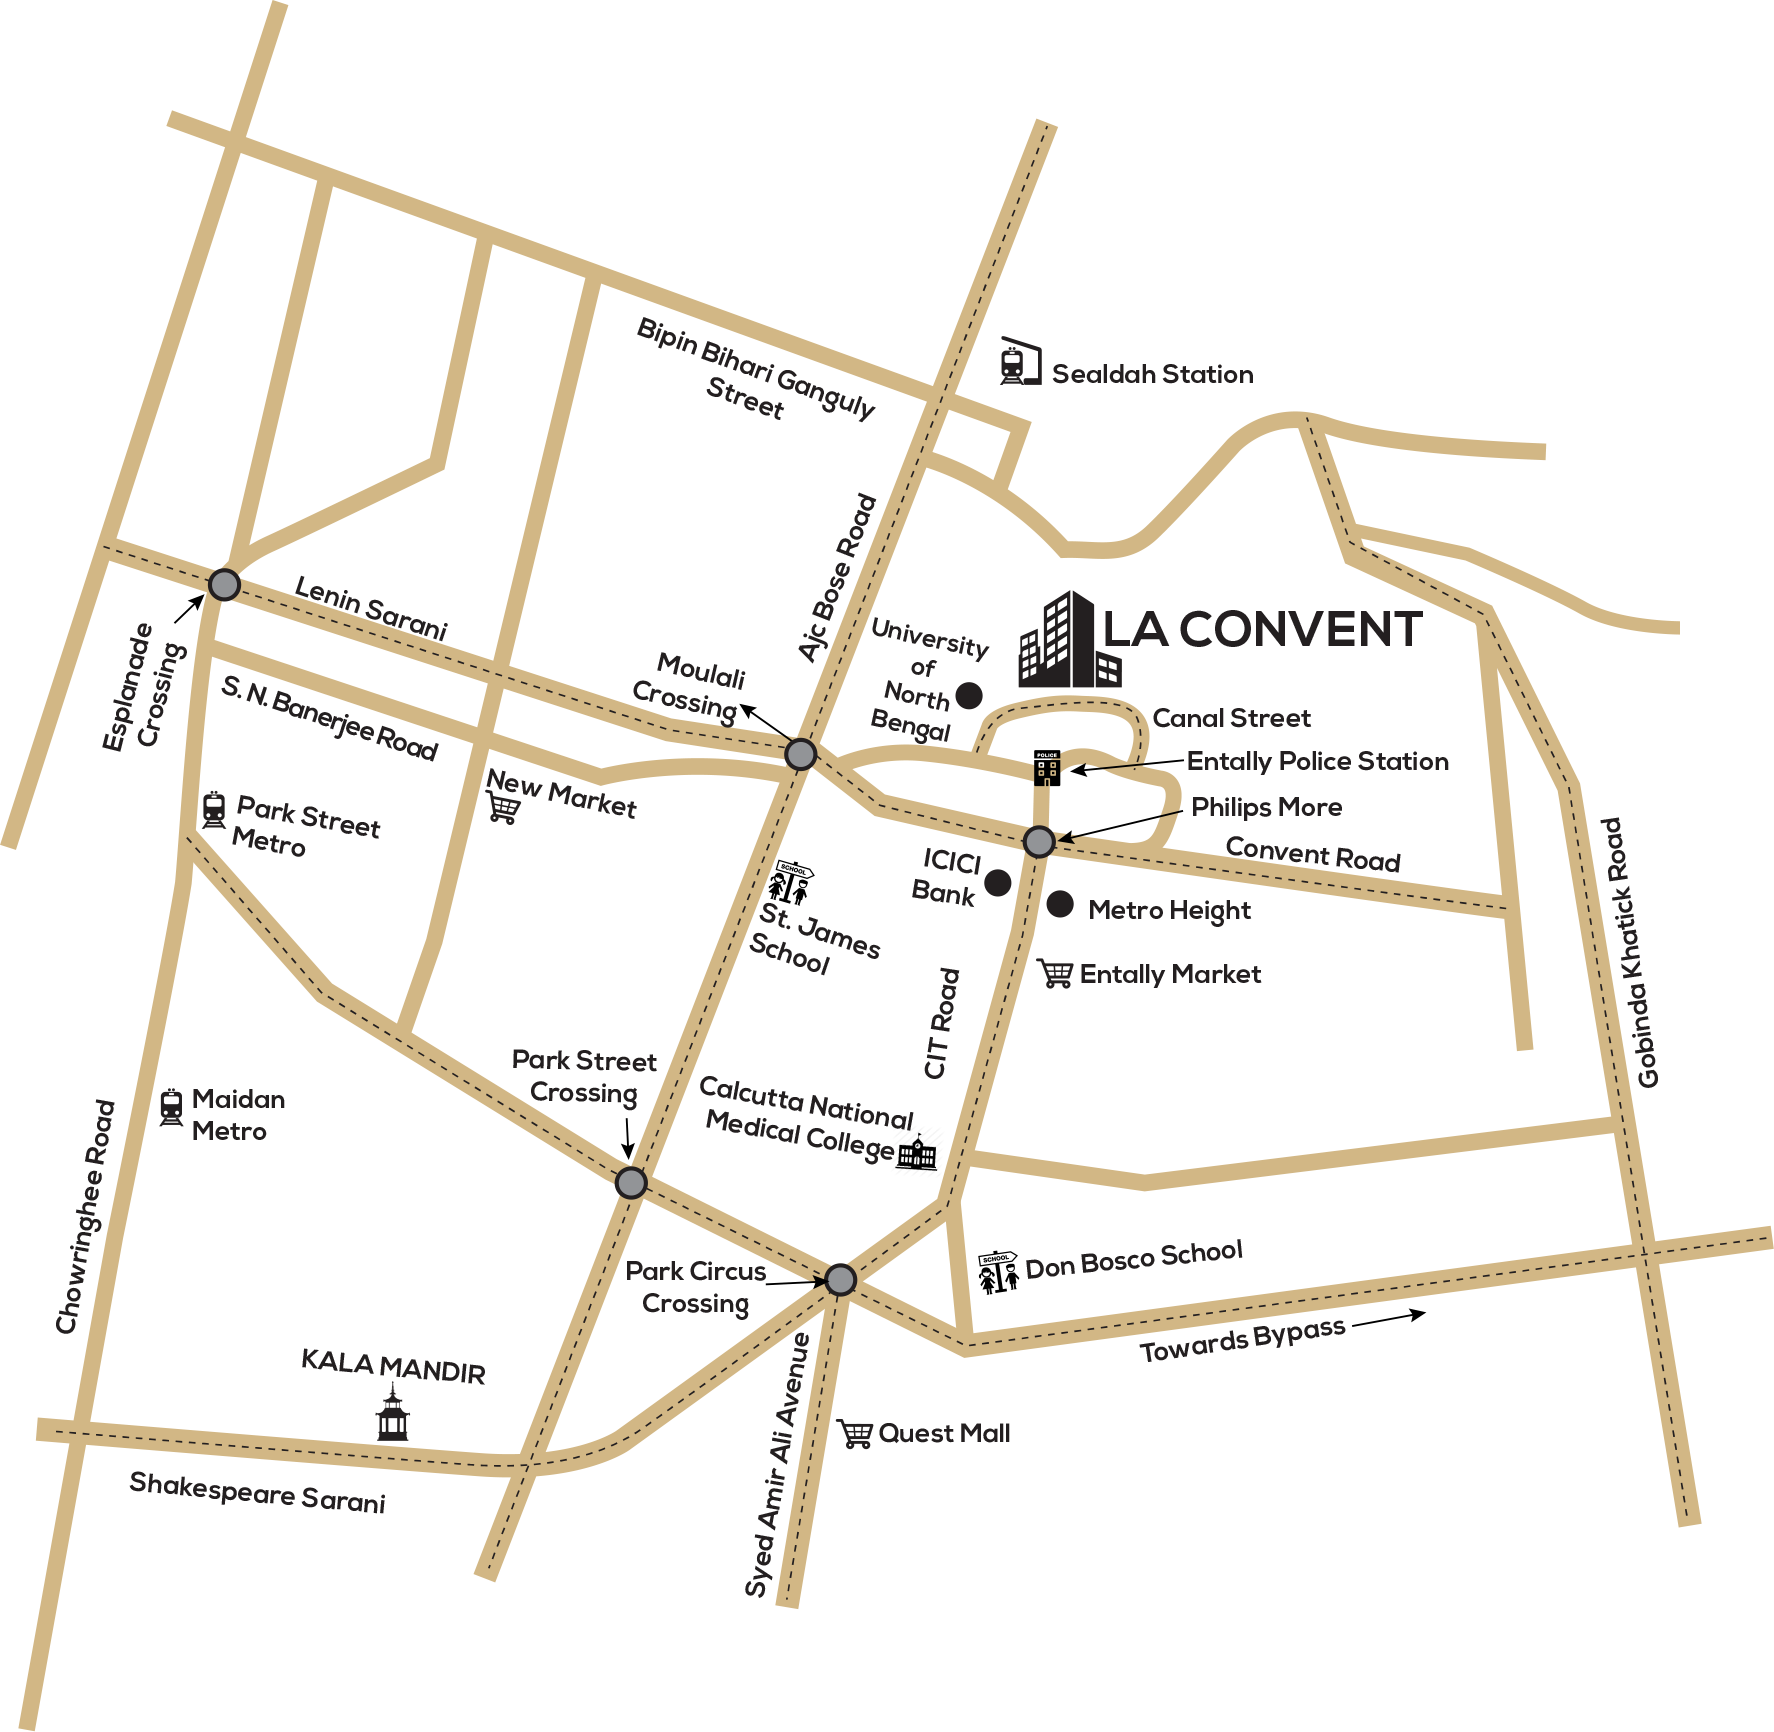 Bipin Bihari Ganguly
Street
Sealdah Station
Ajc Bose Road
Lenin Sarani
Esplanade
Crossing
S. N. Banerjee Road
Moulali
Crossing
University
of
North
Bengal
LA CONVENT
Canal Street
POLICE
Entally Police Station
Philips More
Convent Road
New Market
Park Street
Metro
SCHOOL
St. James
School
ICICI
Bank
Metro Height
Entally Market
CIT Road
Gobinda Khatick Road
Park Street
Crossing
Calcutta National
Medical College
Maidan
Metro
Chowringhee Road
Park Circus
Crossing
SCHOOL
Don Bosco School
Towards Bypass
KALA MANDIR
Shakespeare Sarani
Syed Amir Ali Avenue
Quest Mall